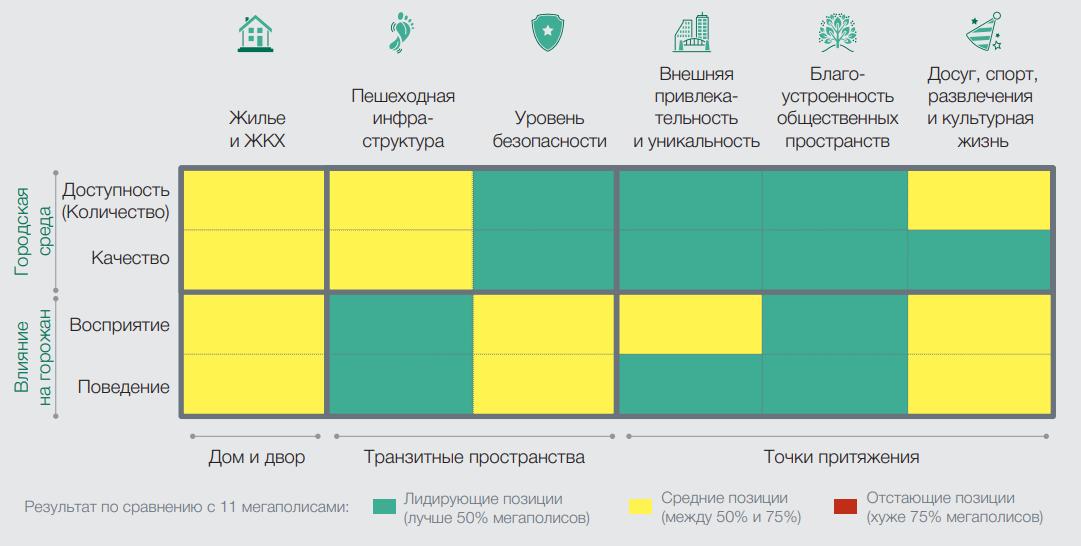 Жилье
и ЖКХ
Пешеходная
инфра-
структура
Уровень
безопасности
Внешняя
привлека-
тельность
и уникальность
Благо-
устроенность
общественных
пространств
Досуг, спорт,
развлечения
и культурная
жизнь
Городская
среда
Доступность
(Количество)
Качество
Влияние
на горожан
Восприятие
Поведение
Дом и двор
Транзитные пространства
Точки притяжения
Результат по сравнению с 11 мегаполисами:
Лидирующие позиции
(лучше 50% мегаполисов)
Средние позиции
(между 50% и 75%)
Отстающие позиции
(хуже 75% мегаполисов)